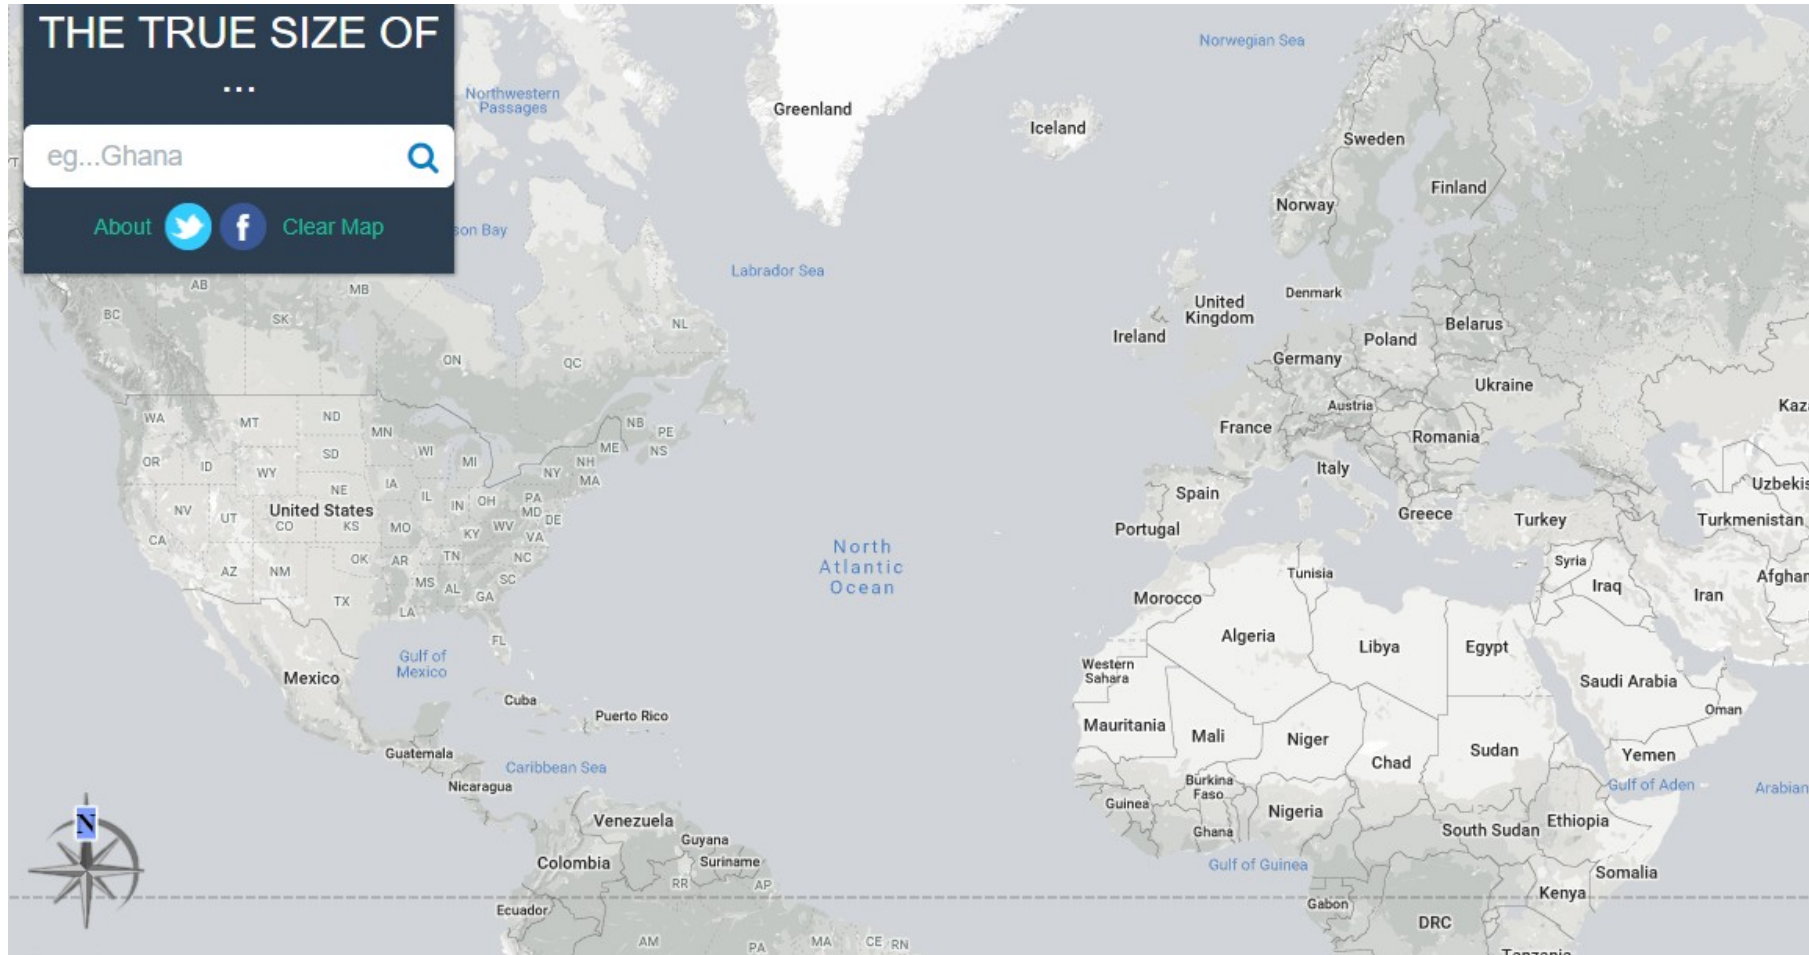 THE TRUE SIZE OF
...
eg...Ghana
About
Clear Map
Northwestern
Passages
son Bay
Greenland
Norwegian Sea
Iceland
Sweden
Finland
Norway
Labrador Sea
Denmark
United
Kingdom
Ireland
Belarus
Poland
Germany
Ukraine
Austria
France
Romania
Kaz
Italy
Spain
Portugal
Greece
Turkey
Uzbekis
Turkmenistan
Syria
Iraq
Iran
Afghan
Tunisia
Morocco
Algeria
Libya
Egypt
Western
Sahara
Saudi Arabia
Oman
Mauritania
Mali
Niger
Chad
Sudan
Yemen
Gulf of Aden
Arabian
Burkina
Faso
Guinea
Ghana
Nigeria
South Sudan
Ethiopia
Gulf of Guinea
Somalia
Kenya
Gabon
DRC
Tanzania
AB
MB
BC
SK
NL
ON
QC
NB
PE
NS
WA
MT
ND
MN
OR
ID
WY
SD
WI
MI
ME
NH
NY
MA
NV
UT
NE
IA
IL
IN
OH
PA
MD
DE
United States
CO
KS
MO
KY
WV
VA
CA
AZ
NM
OK
AR
TN
NC
SC
MS
AL
GA
TX
LA
FL
North
Atlantic
Ocean
Gulf of
Mexico
Mexico
Cuba
Puerto Rico
Guatemala
Caribbean Sea
Nicaragua
Venezuela
Guyana
Colombia
Suriname
RR
AP
Ecuador
AM
PA
MA
CE
RN
N